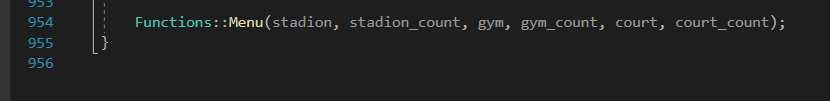 953
954 Functions::Menu(stadion, stadion_count, gym, gym_count, court, court_count);
955 }
956